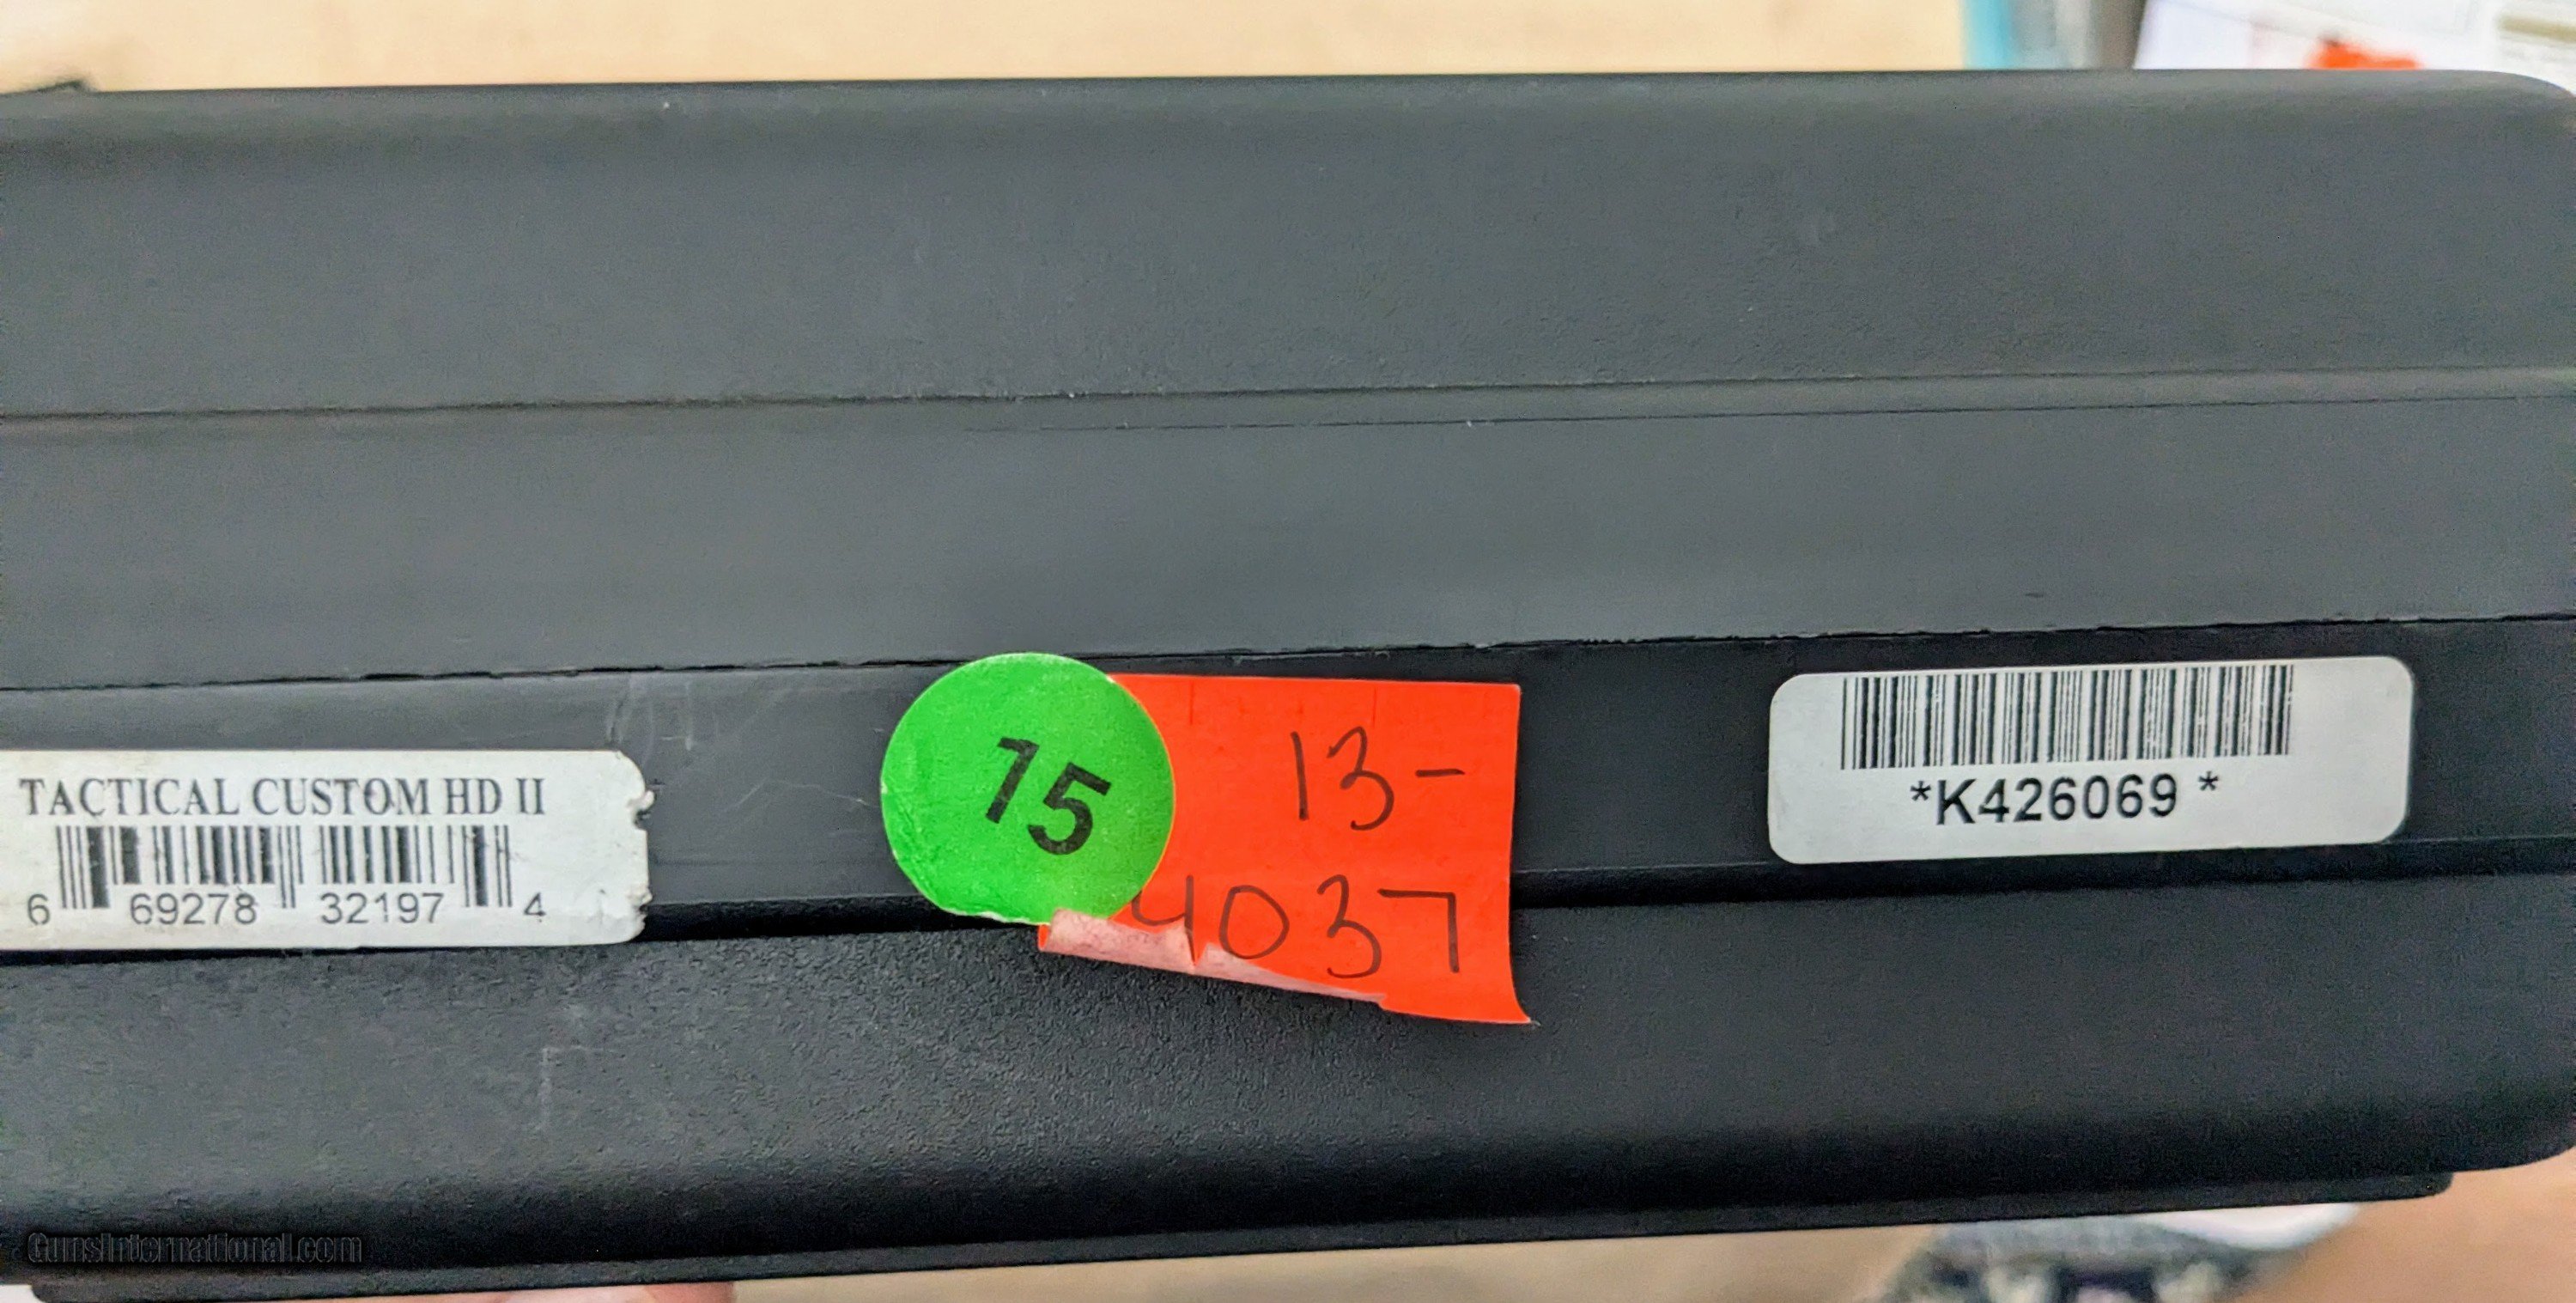 TACTICAL CUSTOM HD II
6 69278 32197 4
15
13-
4037
*K426069 *
GunsInternational.com